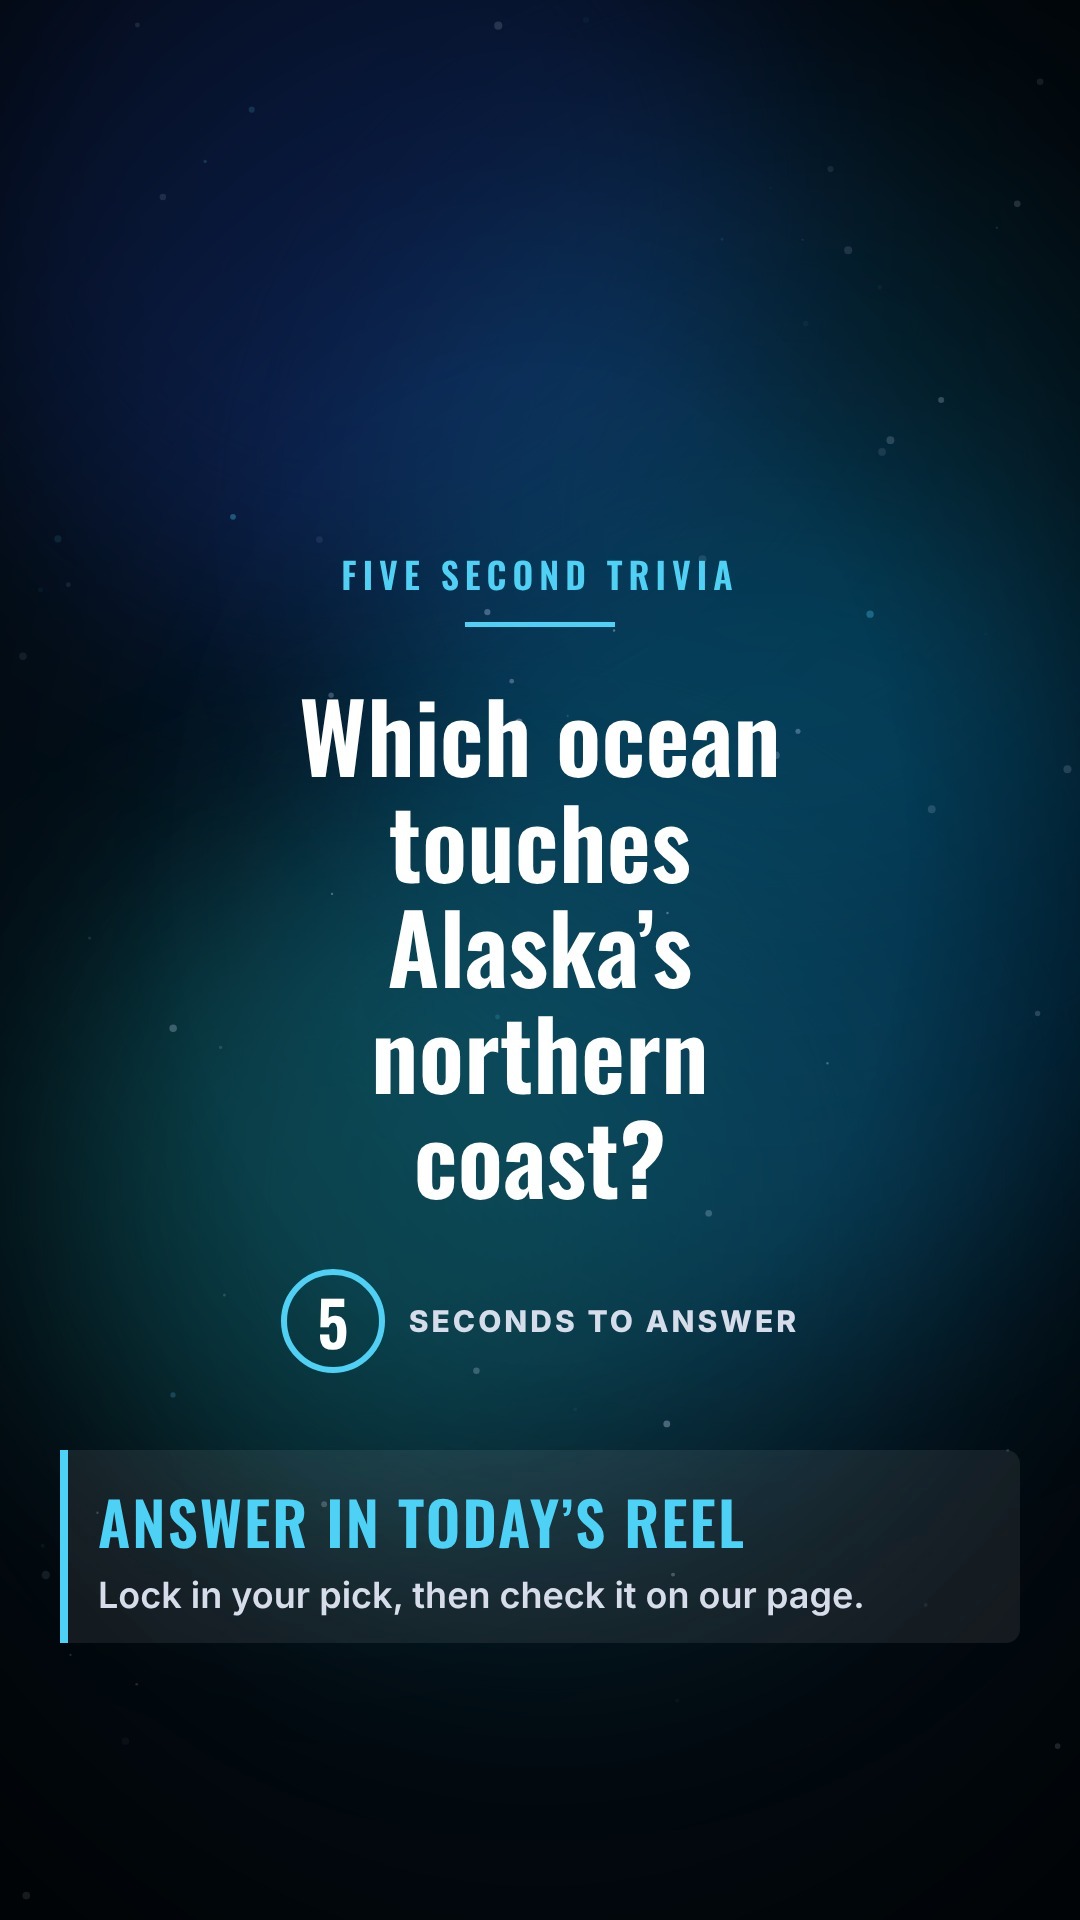 FIVE SECOND TRIVIA
Which ocean
touches
Alaska’s
northern
coast?
5 SECONDS TO ANSWER
ANSWER IN TODAY’S REEL
Lock in your pick, then check it on our page.